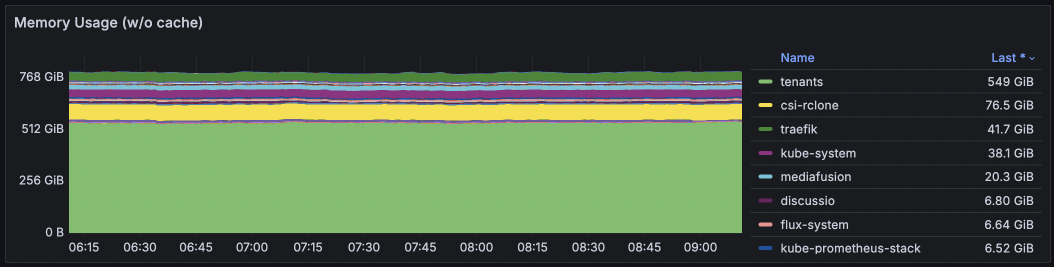 Memory Usage (w/o cache)
768 GiB
512 GiB
256 GiB
0 B
06:15 06:30 06:45 07:00 07:15 07:30 07:45 08:00 08:15 08:30 08:45 09:00
Name Last *
tenants 549 GiB
csi-rclone 76.5 GiB
traefik 41.7 GiB
kube-system 38.1 GiB
mediafusion 20.3 GiB
discussio 6.80 GiB
flux-system 6.64 GiB
kube-prometheus-stack 6.52 GiB